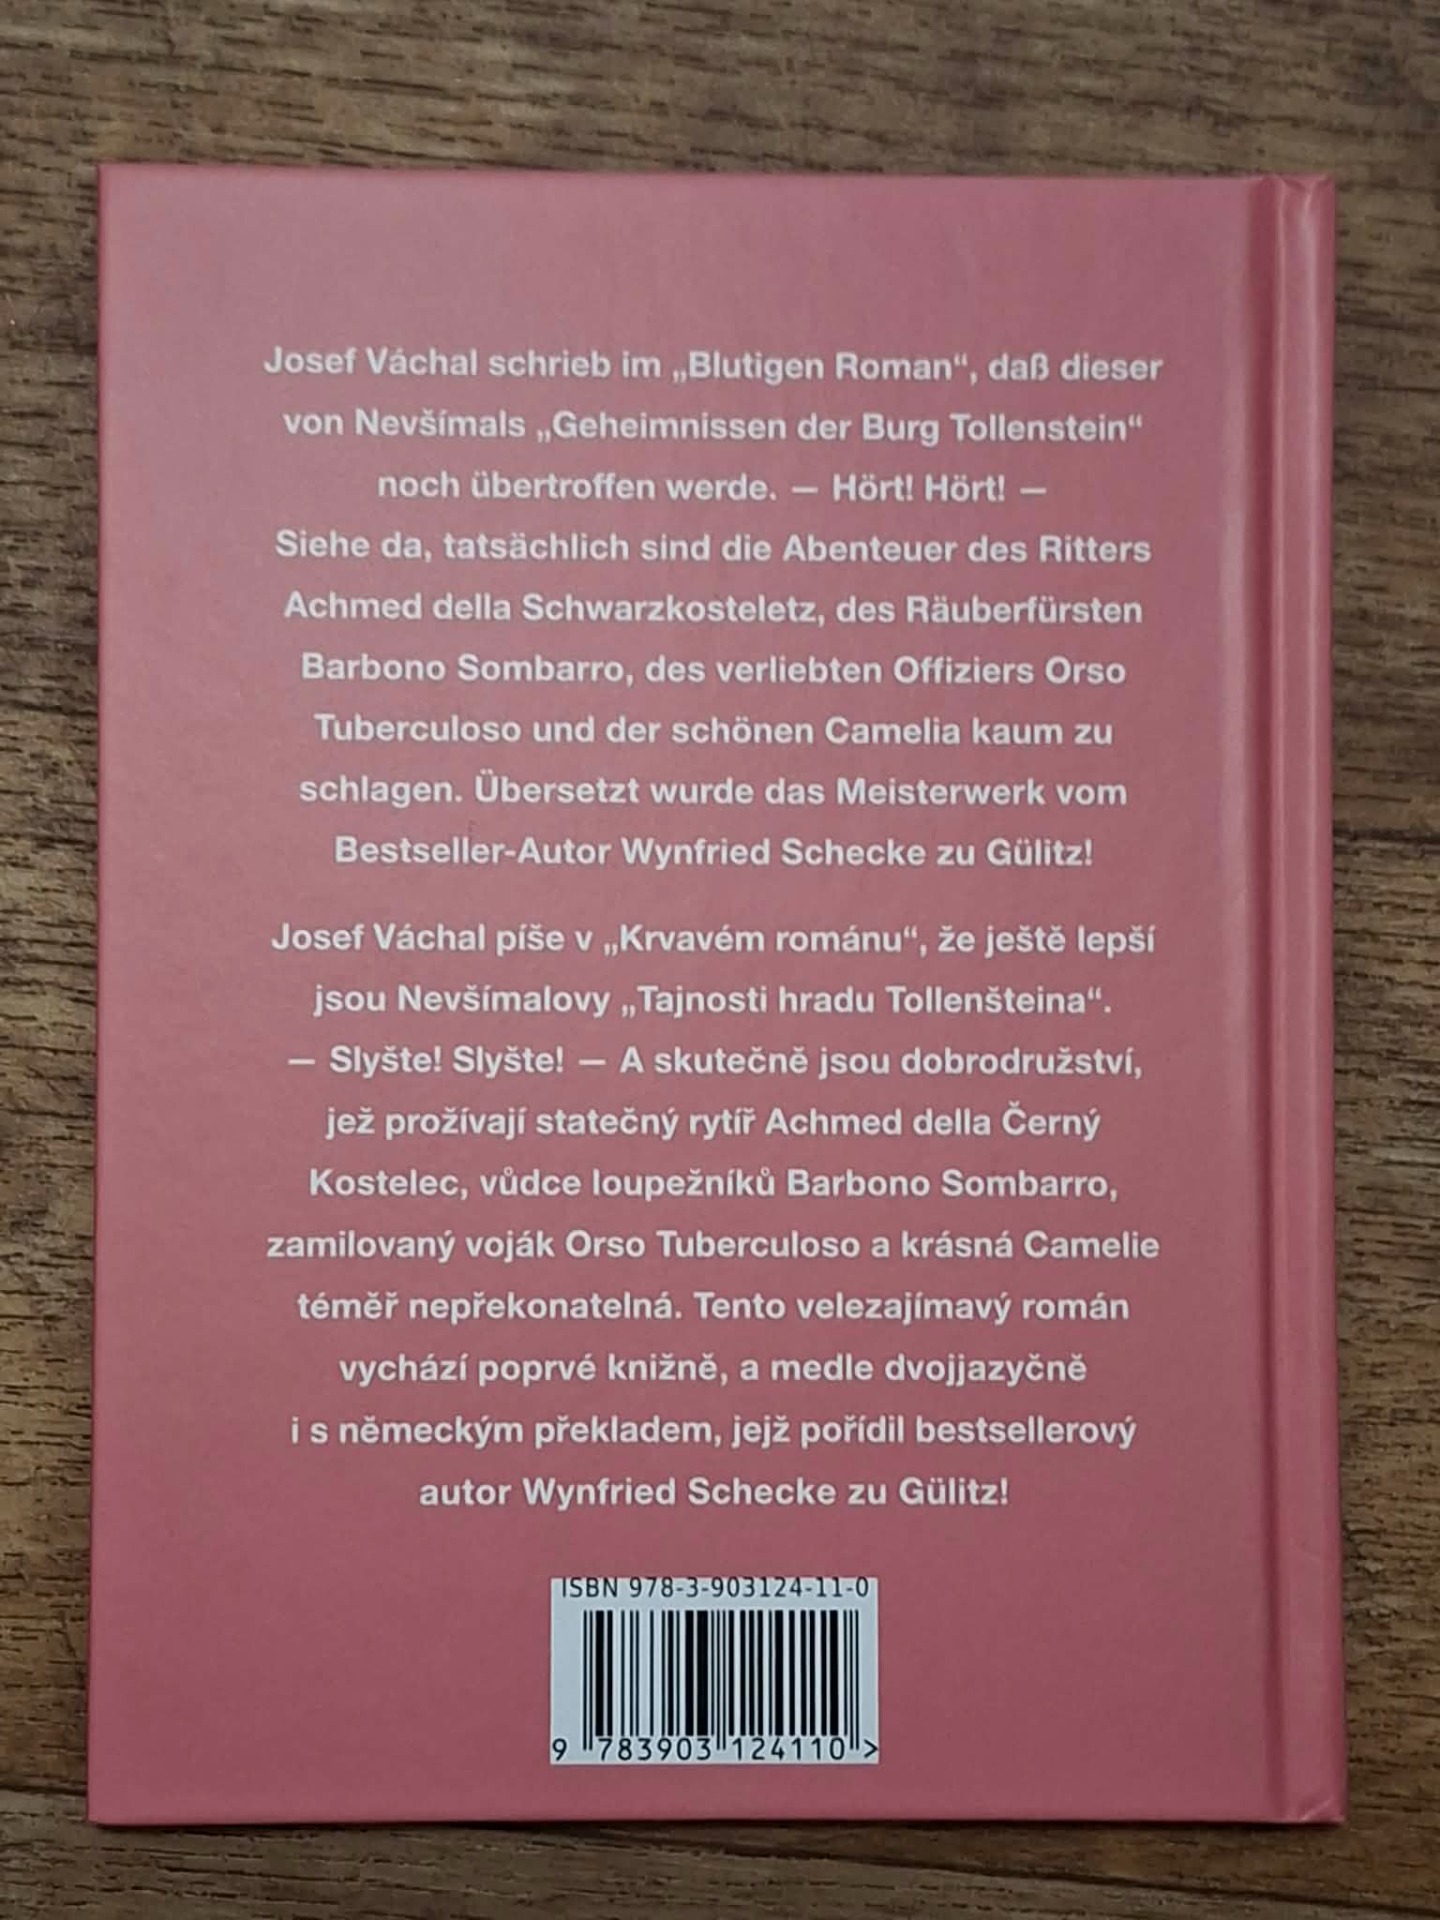 Josef Váchal schrieb im „Blutigen Roman“, daß dieser
von Nevšímals „Geheimnissen der Burg Tollenstein“
noch übertroffen werde. — Hört! Hört! —
Siehe da, tatsächlich sind die Abenteuer des Ritters
Achmed della Schwarzkosteletz, des Räuberfürsten
Barbono Sombarro, des verliebten Offiziers Orso
Tuberculoso und der schönen Camelia kaum zu
schlagen. Übersetzt wurde das Meisterwerk vom
Bestseller-Autor Wynfried Schecke zu Gülitz!
Josef Váchal píše v „Krvavém románu“, že ještě lepší
jsou Nevšímalovy „Tajnosti hradu Tollenšteina“.
— Slyšte! Slyšte! — A skutečně jsou dobrodružství,
jež prožívají statečný rytíř Achmed della Černý
Kostelec, vůdce loupežníků Barbono Sombarro,
zamilovaný voják Orso Tuberculoso a krásná Camelie
téměř nepřekonatelná. Tento velezajímavý román
vychází poprvé knižně, a medle dvojjazyčně
i s německým překladem, jejž pořídil bestsellerový
autor Wynfried Schecke zu Gülitz!
ISBN 978-3-903124-11-0
9 783903 124110 >